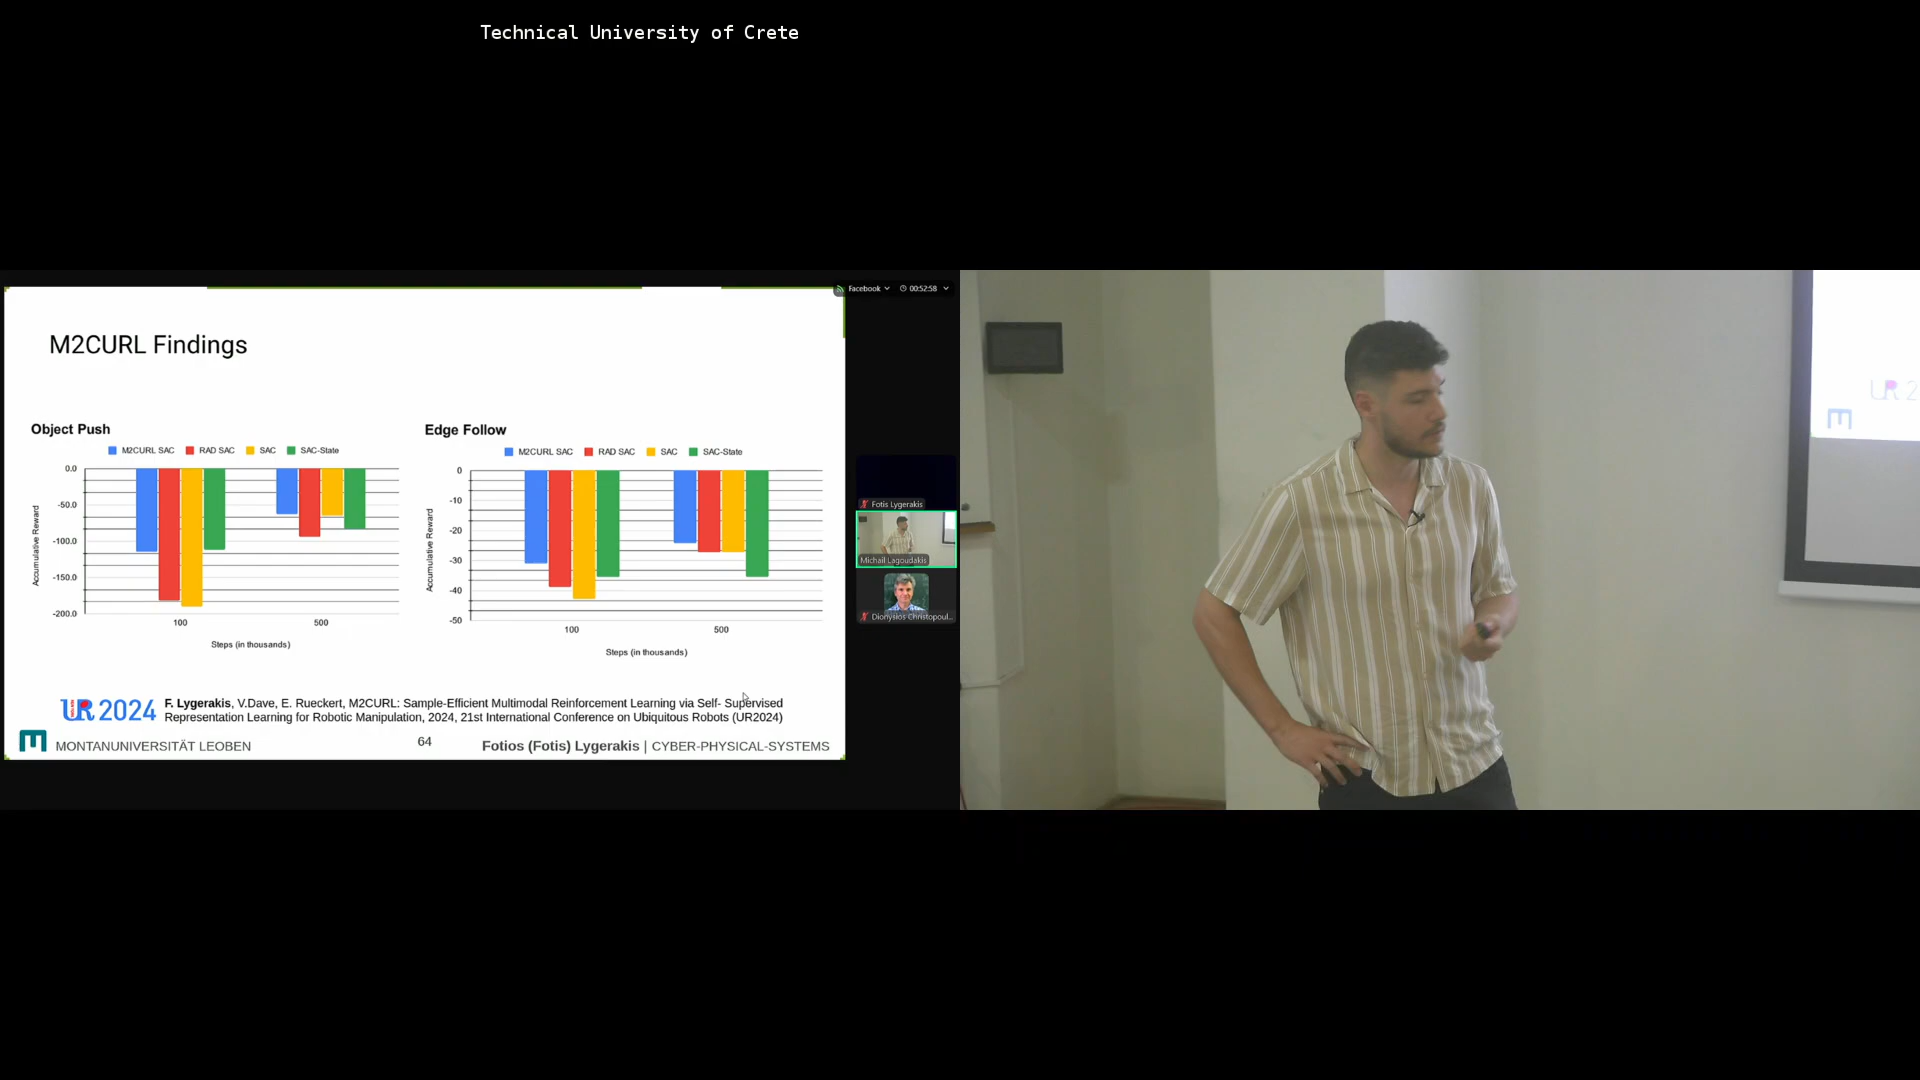 Technical University of Crete
Facebook
00:52:58
M2CURL Findings
Object Push
M2CURL SAC RAD SAC SAC SAC-State
0.0
-50.0
-100.0
-150.0
-200.0
Accumulative Reward
100 500
Steps (in thousands)
Edge Follow
M2CURL SAC RAD SAC SAC SAC-State
0
-10
-20
-30
-40
-50
Accumulative Reward
100 500
Steps (in thousands)
UR 2024
F. Lygerakis, V.Dave, E. Rueckert, M2CURL: Sample-Efficient Multimodal Reinforcement Learning via Self- Supervised
Representation Learning for Robotic Manipulation, 2024, 21st International Conference on Ubiquitous Robots (UR2024)
MONTANUNIVERSITÄT LEOBEN
64
Fotios (Fotis) Lygerakis | CYBER-PHYSICAL-SYSTEMS
Fotis Lygerakis
Michail Lagoudakis
Dionysios Christopoul...
UR 2